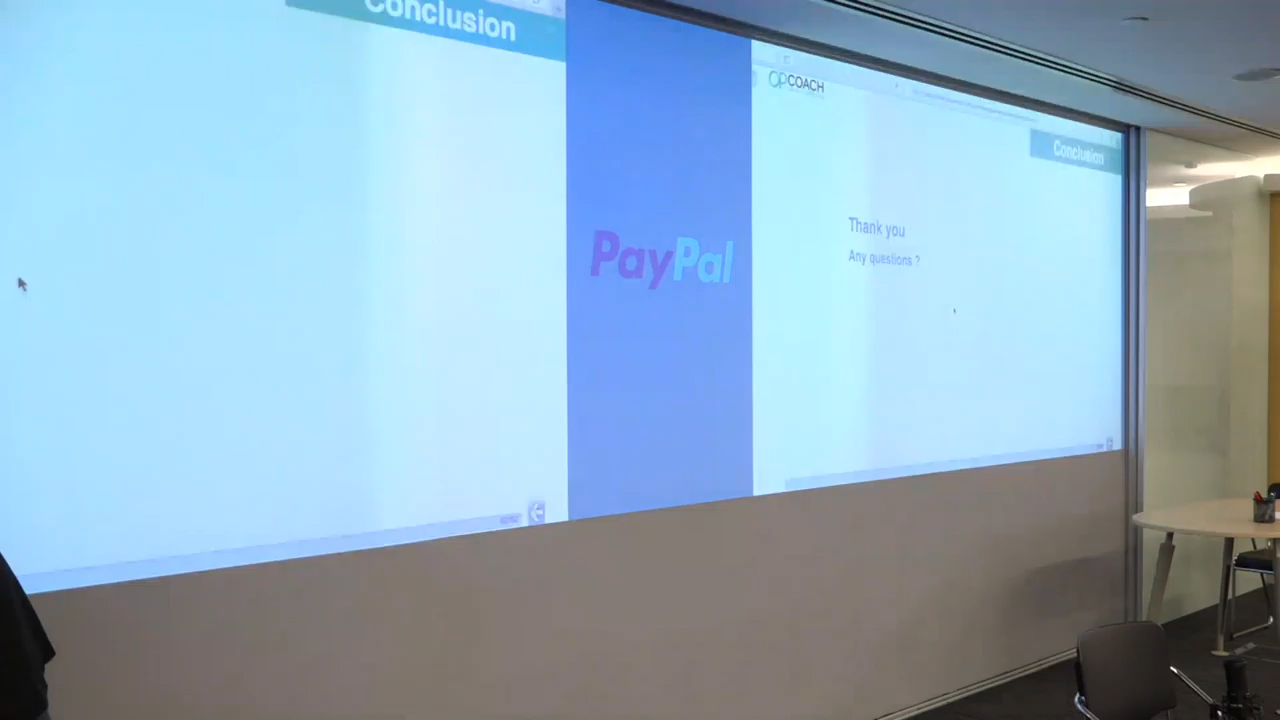 Conclusion
PayPal
OPCOACH
Conclusion
Thank you
Any questions ?